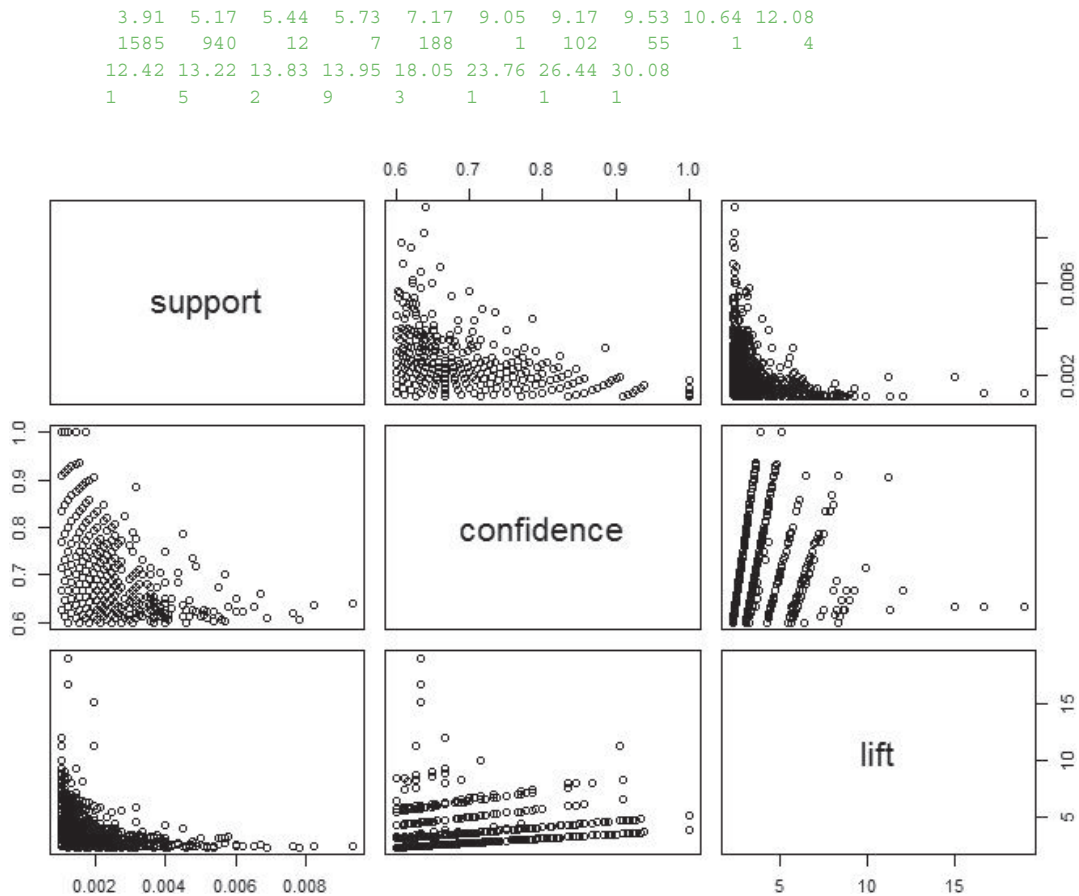 3.91 5.17 5.44 5.73 7.17 9.05 9.17 9.53 10.64 12.08
1585 940 12 7 188 1 102 55 1 4
12.42 13.22 13.83 13.95 18.05 23.76 26.44 30.08
1 5 2 9 3 1 1 1
0.6 0.7 0.8 0.9 1.0
support
0.002 0.006
0.6 0.7 0.8 0.9 1.0
confidence
lift
5 10 15
0.002 0.004 0.006 0.008
5 10 15